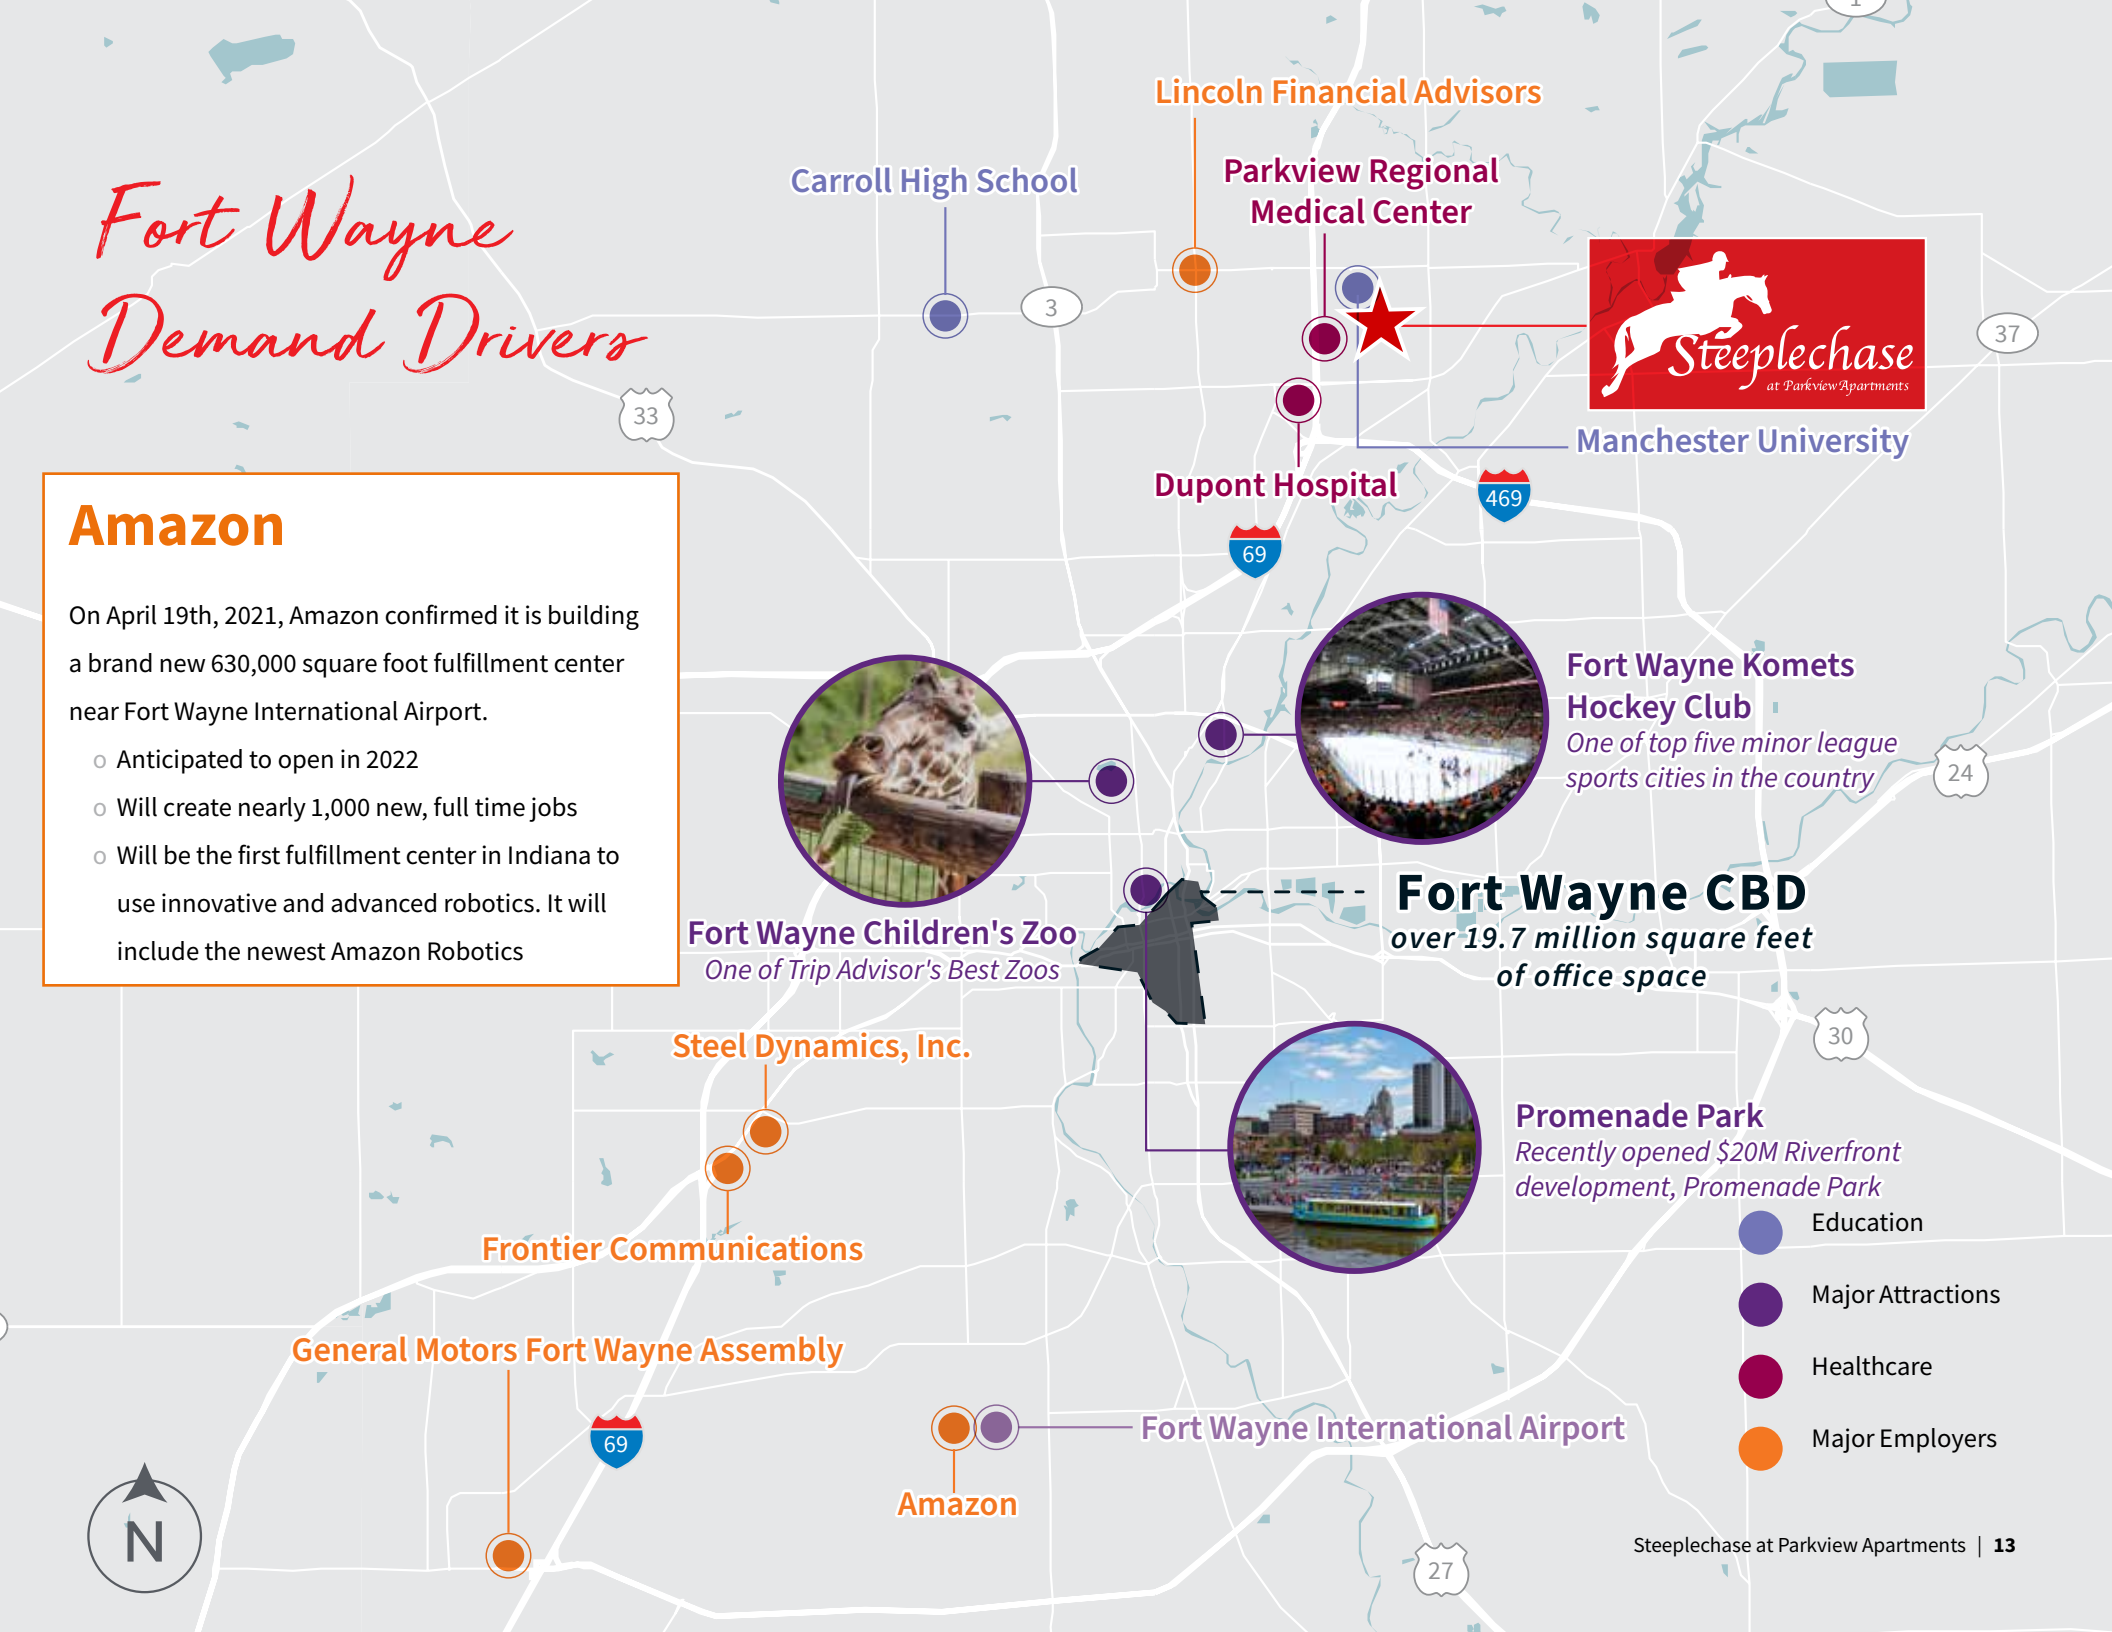 Fort Wayne
Demand Drivers
1
Lincoln Financial Advisors
Carroll High School
Parkview Regional
Medical Center
3
Steeplechase
at Parkview Apartments
37
33
Manchester University
Dupont Hospital
469
69
Amazon
On April 19th, 2021, Amazon confirmed it is building
a brand new 630,000 square foot fulfillment center
near Fort Wayne International Airport.
o Anticipated to open in 2022
o Will create nearly 1,000 new, full time jobs
o Will be the first fulfillment center in Indiana to
use innovative and advanced robotics. It will
include the newest Amazon Robotics
Fort Wayne Komets
Hockey Club
One of top five minor league
sports cities in the country
24
Fort Wayne CBD
over 19.7 million square feet
of office space
Fort Wayne Children's Zoo
One of Trip Advisor's Best Zoos
30
Steel Dynamics, Inc.
Promenade Park
Recently opened $20M Riverfront
development, Promenade Park
Frontier Communications
Education
Major Attractions
Healthcare
Major Employers
General Motors Fort Wayne Assembly
69
Fort Wayne International Airport
Amazon
N
27
Steeplechase at Parkview Apartments | 13